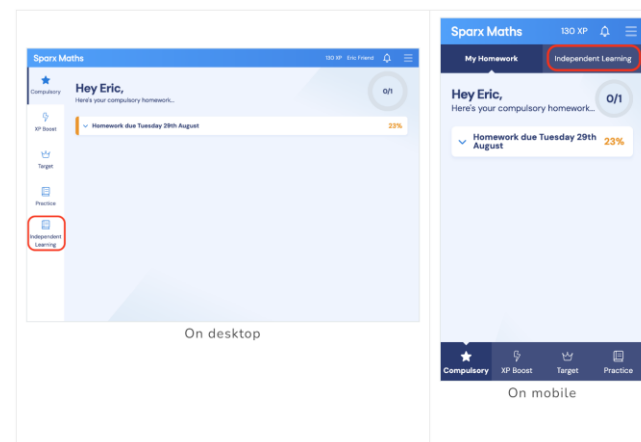 Sparx Maths
130 XP Eric Friend
Compulsory
XP Boost
Target
Practice
Independent
Learning
Hey Eric,
Here's your compulsory homework...
0/1
Homework due Tuesday 29th August
23%
On desktop
Sparx Maths
130 XP
My Homework
Independent Learning
Hey Eric,
Here's your compulsory homework...
0/1
Homework due Tuesday 29th
August
23%
Compulsory
XP Boost
Target
Practice
On mobile